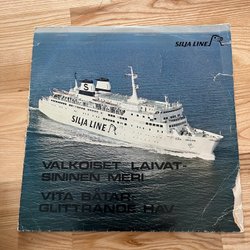 SILJA LINE
S
SILJA LINE
VALKOISET LAIVAT-
SININEN MERI
VITA BÅTAR-
GLITTRANDE HAV